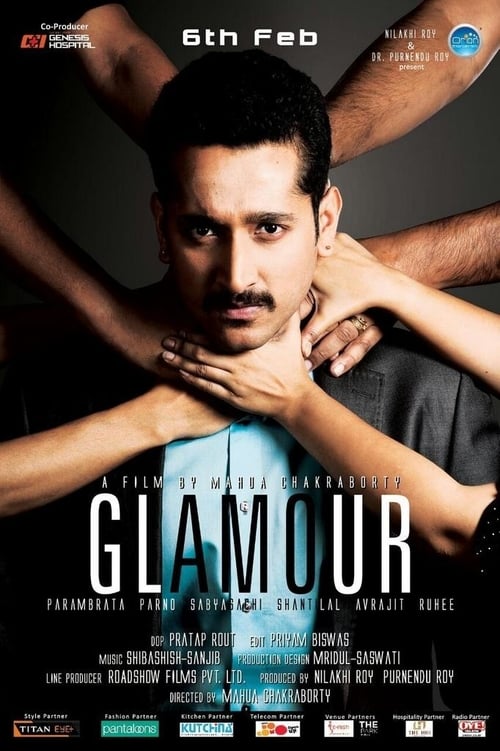 Co-Producer
GENESIS
HOSPITAL
6th Feb
NILAKHI ROY
&
DR. PURNENDU ROY
present
A FILM BY MAHUA CHAKRABORTY
GLAMOUR
PARAMBRATA PARNO SABYASACHI SHANTILAL AVRAJIT RUHEE
DOP PRATAP ROUT EDIT PRIYAM BISWAS
MUSIC SHIBASHISH-SANJIB PRODUCTION DESIGN MRIDUL-SASWATI
LINE PRODUCER ROADSHOW FILMS PVT. LTD. PRODUCED BY NILAKHI ROY PURNENDU ROY
DIRECTED BY MAHUA CHAKRABORTY
Style Partner Fashion Partner Kitchen Partner Telecom Partner Venue Partners Hospitality Partner Radio Partner
TITAN EYE+ pantaloons KUTCHINA THE PARK OYE!